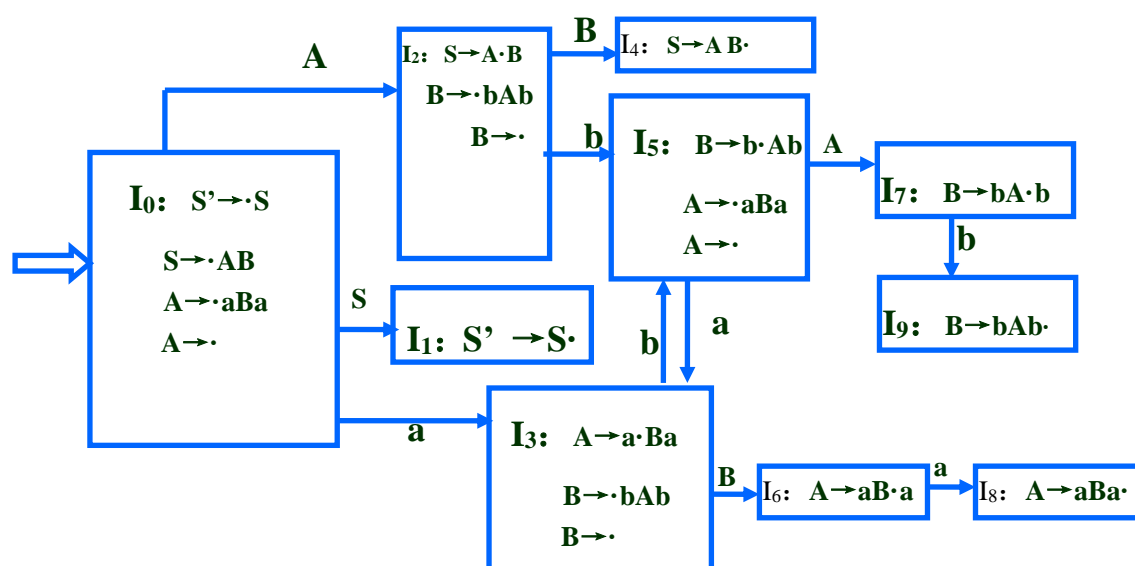 A
I₂： S→A·B
B→·bAb
B→·
B
I₄： S→A B·
b
I₅： B→b·Ab
A→·aBa
A→·
A
I₇： B→bA·b
b
I₉： B→bAb·
I₀： S’→·S
S→·AB
A→·aBa
A→·
S
I₁： S’ →S·
b
a
a
I₃： A→a·Ba
B→·bAb
B→·
B
I₆： A→aB·a
a
I₈： A→aBa·